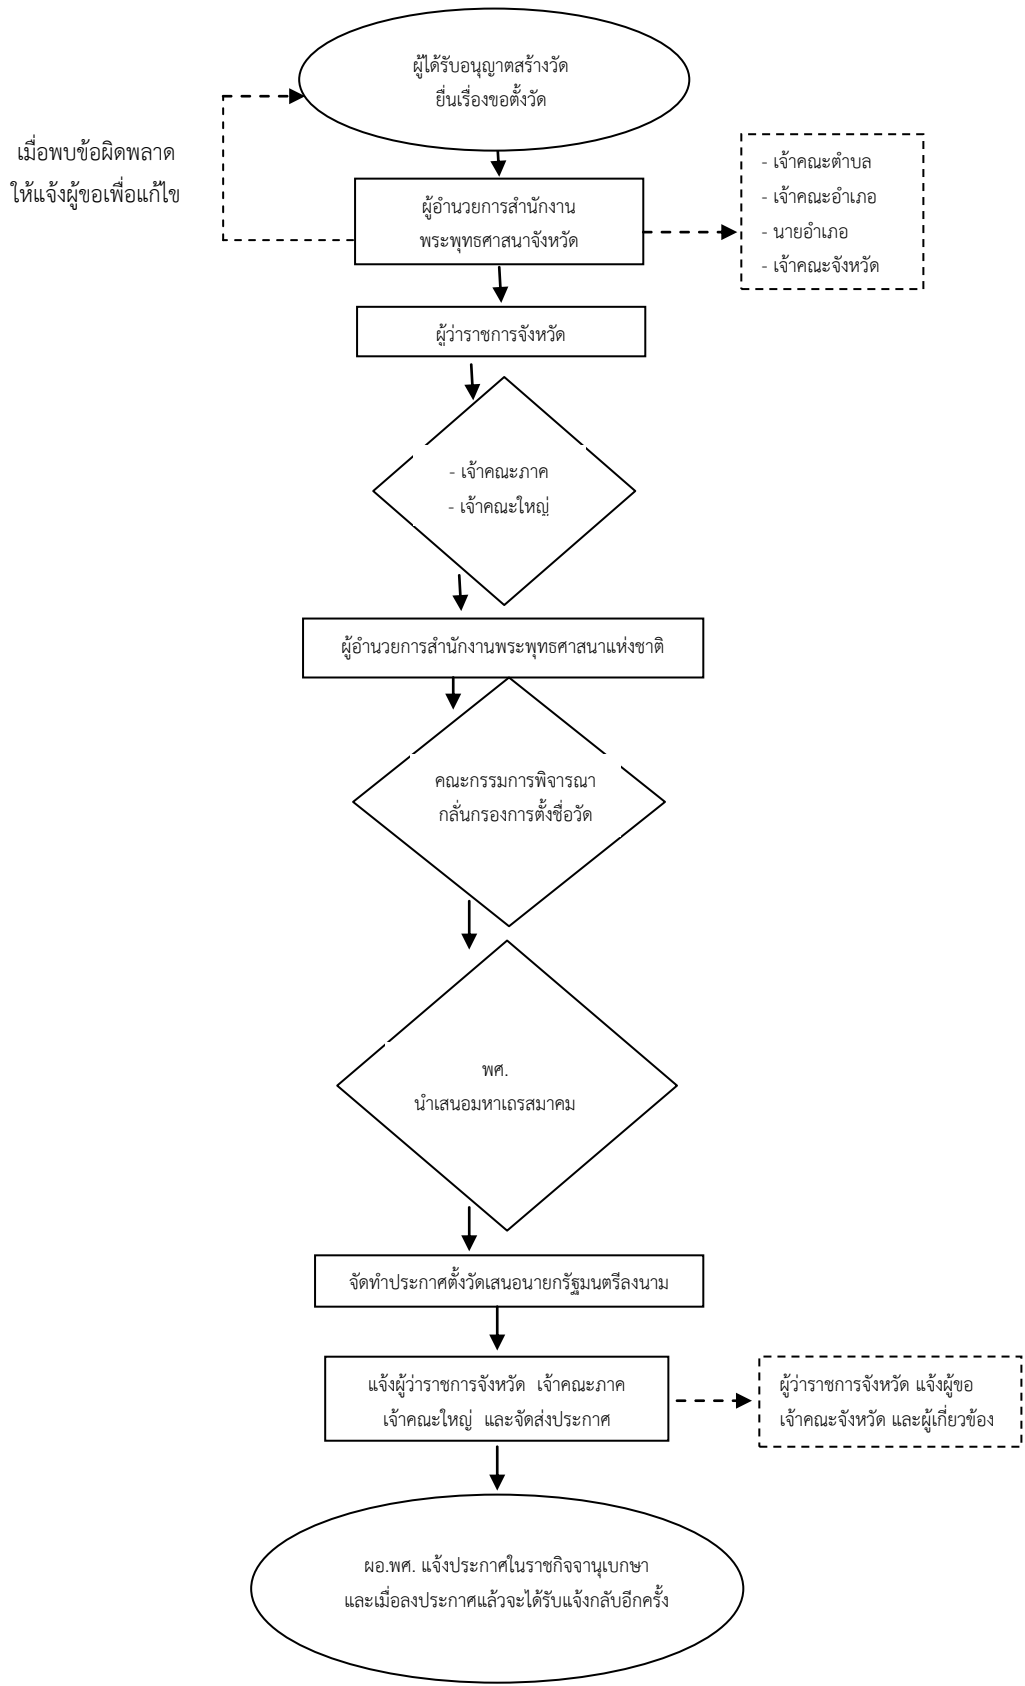 ผู้ได้รับอนุญาตสร้างวัด
ยื่นเรื่องขอตั้งวัด
เมื่อพบข้อผิดพลาด
ให้แจ้งผู้ขอเพื่อแก้ไข
ผู้อำนวยการสำนักงาน
พระพุทธศาสนาจังหวัด
- เจ้าคณะตำบล
- เจ้าคณะอำเภอ
- นายอำเภอ
- เจ้าคณะจังหวัด
ผู้ว่าราชการจังหวัด
- เจ้าคณะภาค
- เจ้าคณะใหญ่
ผู้อำนวยการสำนักงานพระพุทธศาสนาแห่งชาติ
คณะกรรมการพิจารณา
กลั่นกรองการตั้งชื่อวัด
พศ.
นำเสนอมหาเถรสมาคม
จัดทำประกาศตั้งวัดเสนอนายกรัฐมนตรีลงนาม
แจ้งผู้ว่าราชการจังหวัด เจ้าคณะภาค
เจ้าคณะใหญ่ และจัดส่งประกาศ
ผู้ว่าราชการจังหวัด แจ้งผู้ขอ
เจ้าคณะจังหวัด และผู้เกี่ยวข้อง
ผอ.พศ. แจ้งประกาศในราชกิจจานุเบกษา
และเมื่อลงประกาศแล้วจะได้รับแจ้งกลับอีกครั้ง